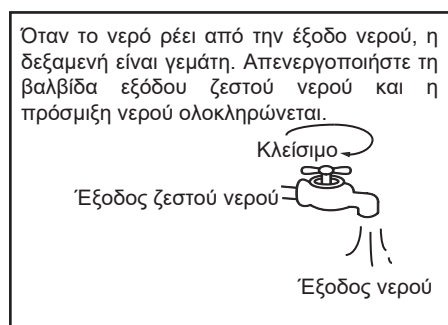 Όταν το νερό ρέει από την έξοδο νερού, η
δεξαμενή είναι γεμάτη. Απενεργοποιήστε τη
βαλβίδα εξόδου ζεστού νερού και η
πρόσμιξη νερού ολοκληρώνεται.
Κλείσιμο
Έξοδος ζεστού νερού
Έξοδος νερού